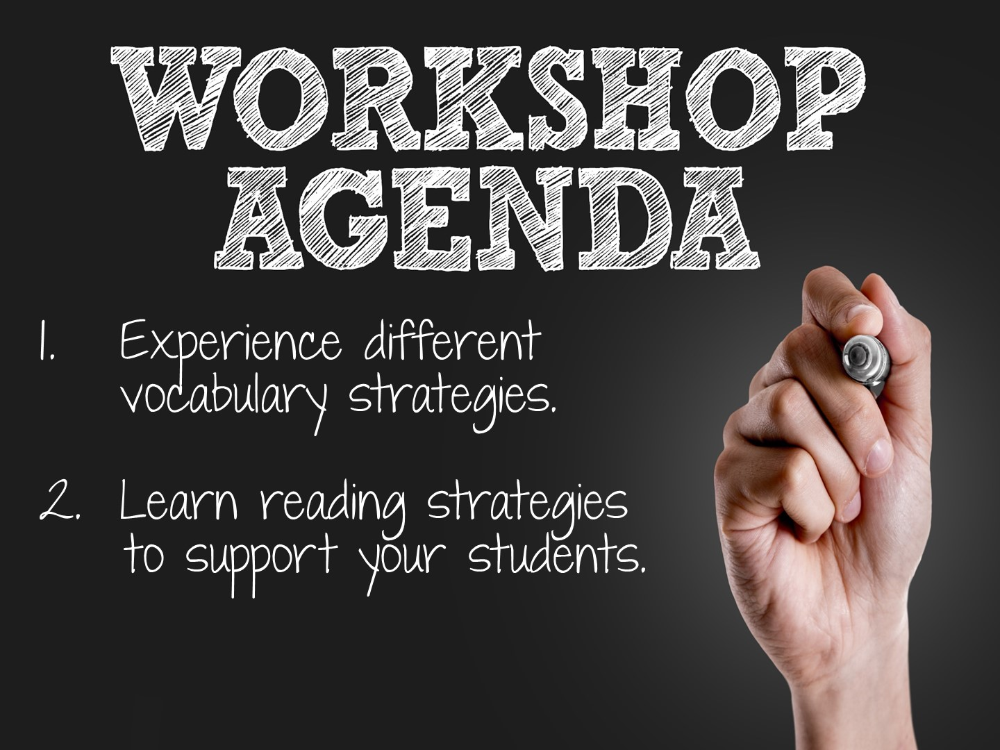 WORKSHOP
AGENDA
1. Experience different
vocabulary strategies.
2. Learn reading strategies
to support your students.